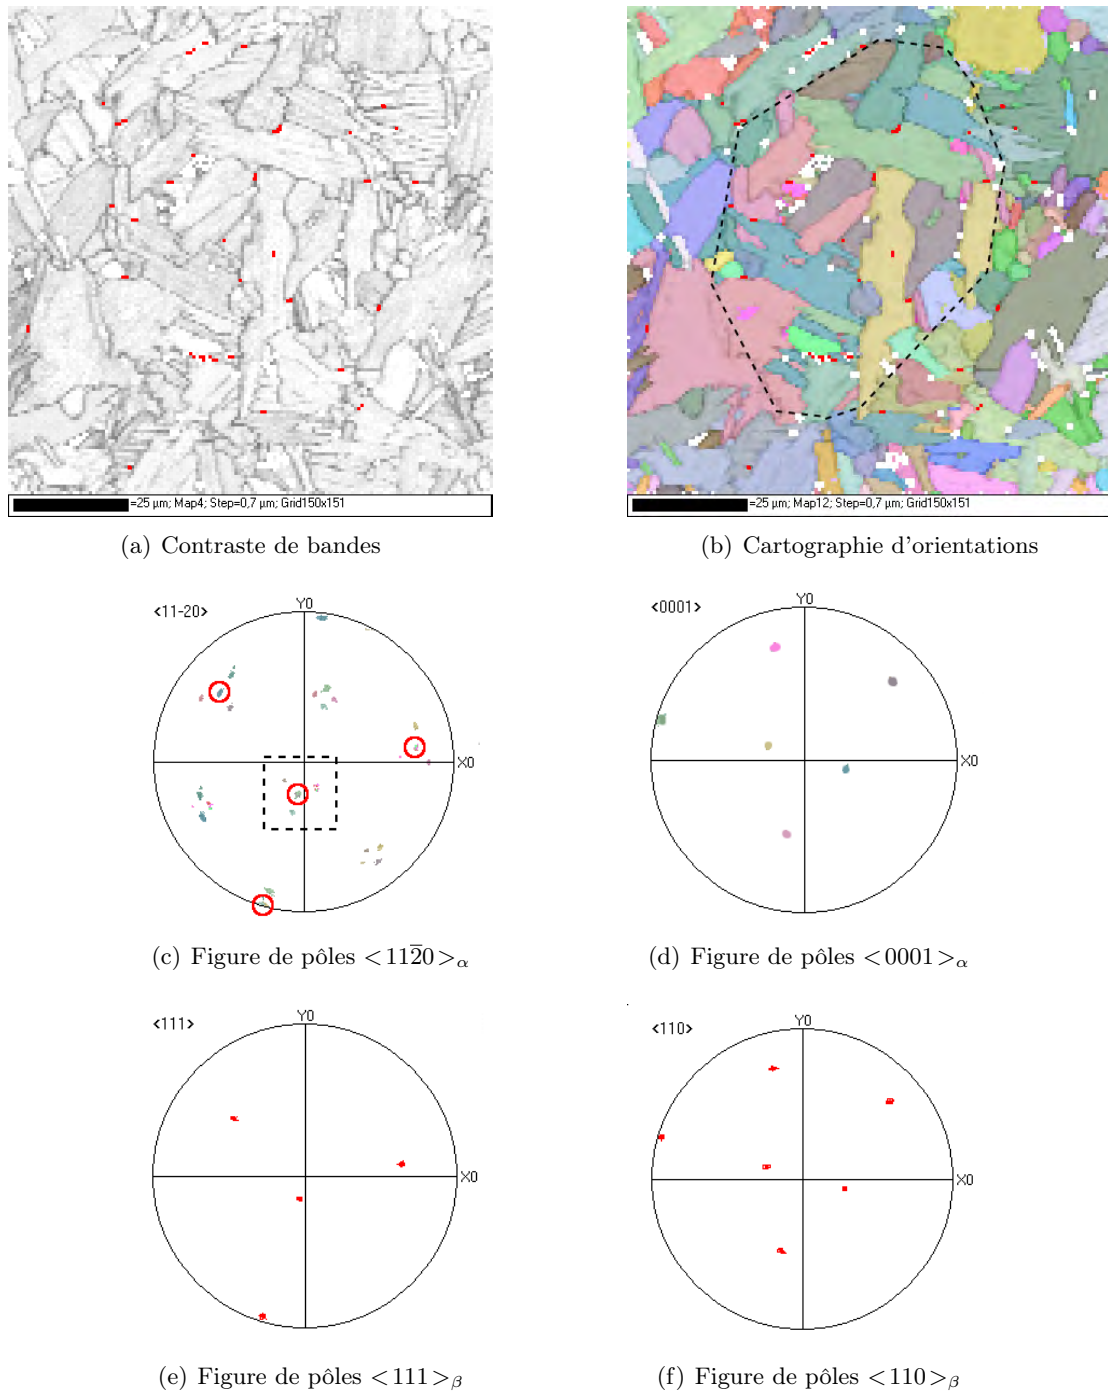 =25 µm; Map4; Step=0,7 µm; Grid150x151
=25 µm; Map12; Step=0,7 µm; Grid150x151
(a) Contraste de bandes
(b) Cartographie d'orientations
<11-20>
Y0
X0
<0001>
Y0
X0
(c) Figure de pôles <112̅0>α
(d) Figure de pôles <0001>α
<111>
Y0
X0
<110>
Y0
X0
(e) Figure de pôles <111>β
(f) Figure de pôles <110>β